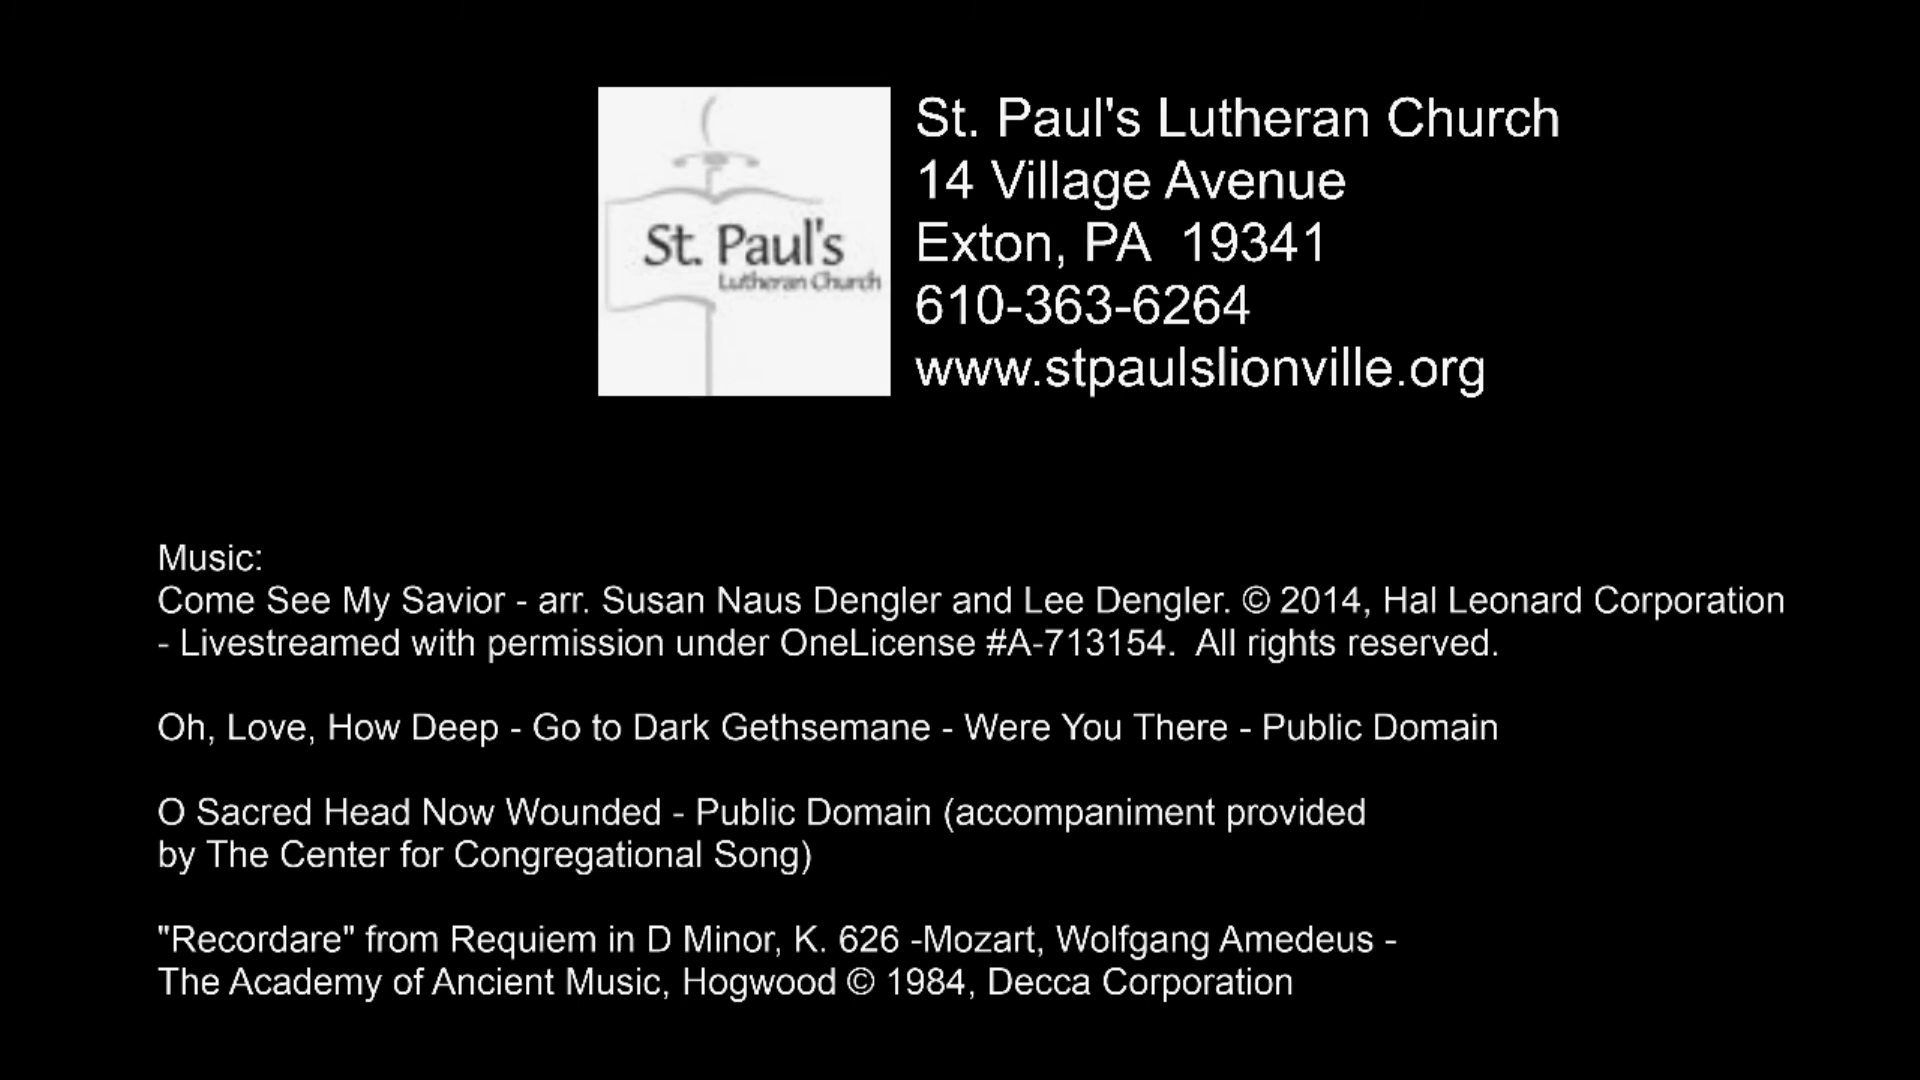 St. Paul's
Lutheran Church
St. Paul's Lutheran Church
14 Village Avenue
Exton, PA  19341
610-363-6264
www.stpaulslionville.org
Music:
Come See My Savior - arr. Susan Naus Dengler and Lee Dengler. © 2014, Hal Leonard Corporation
- Livestreamed with permission under OneLicense #A-713154.  All rights reserved.
Oh, Love, How Deep - Go to Dark Gethsemane - Were You There - Public Domain
O Sacred Head Now Wounded - Public Domain (accompaniment provided
by The Center for Congregational Song)
"Recordare" from Requiem in D Minor, K. 626 -Mozart, Wolfgang Amedeus -
The Academy of Ancient Music, Hogwood © 1984, Decca Corporation